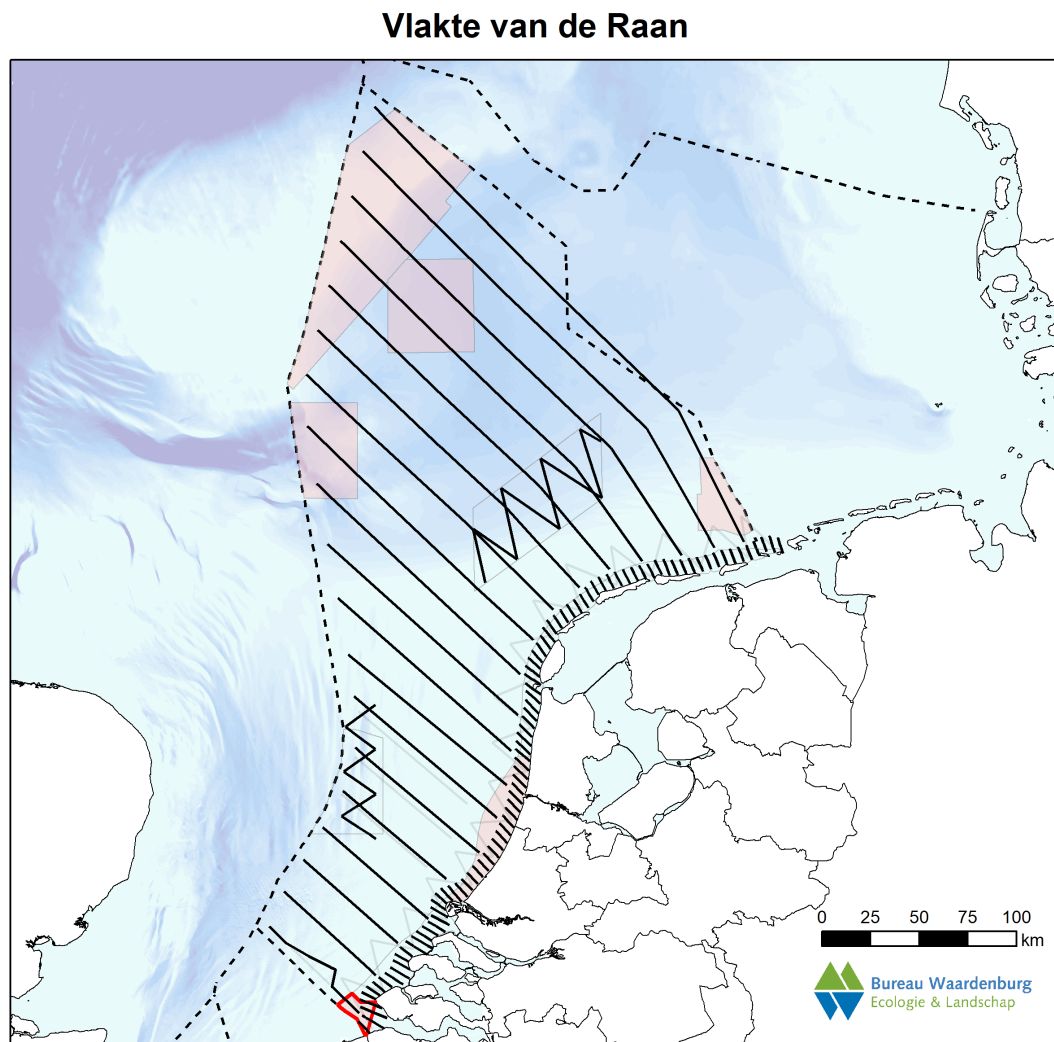 Vlakte van de Raan
0 25 50 75 100
km
Bureau Waardenburg
Ecologie & Landschap